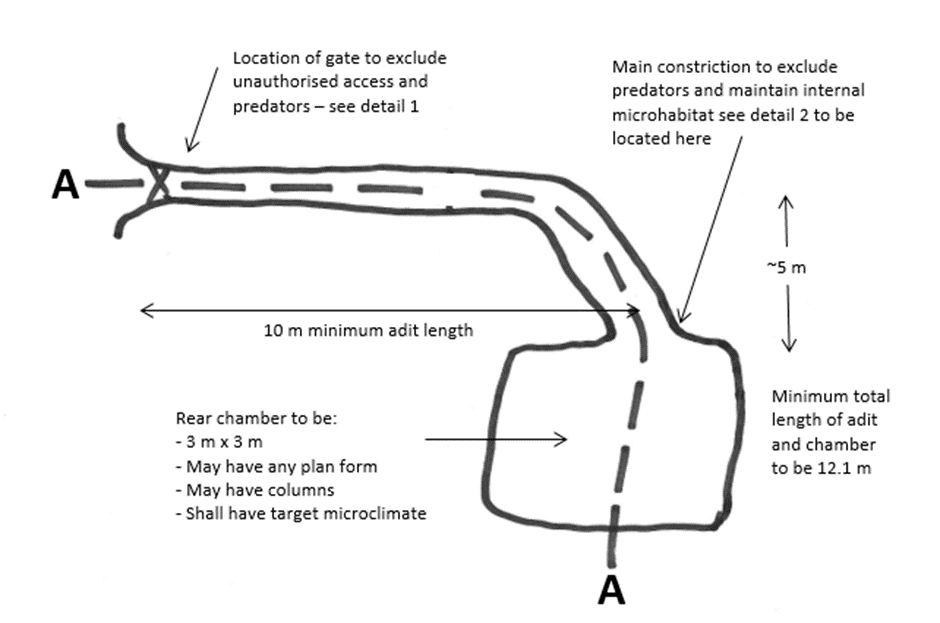 Location of gate to exclude
unauthorised access and
predators – see detail 1
Main constriction to exclude
predators and maintain internal
microhabitat see detail 2 to be
located here
A
~5 m
10 m minimum adit length
Minimum total
length of adit
and chamber
to be 12.1 m
Rear chamber to be:
- 3 m x 3 m
- May have any plan form
- May have columns
- Shall have target microclimate
A